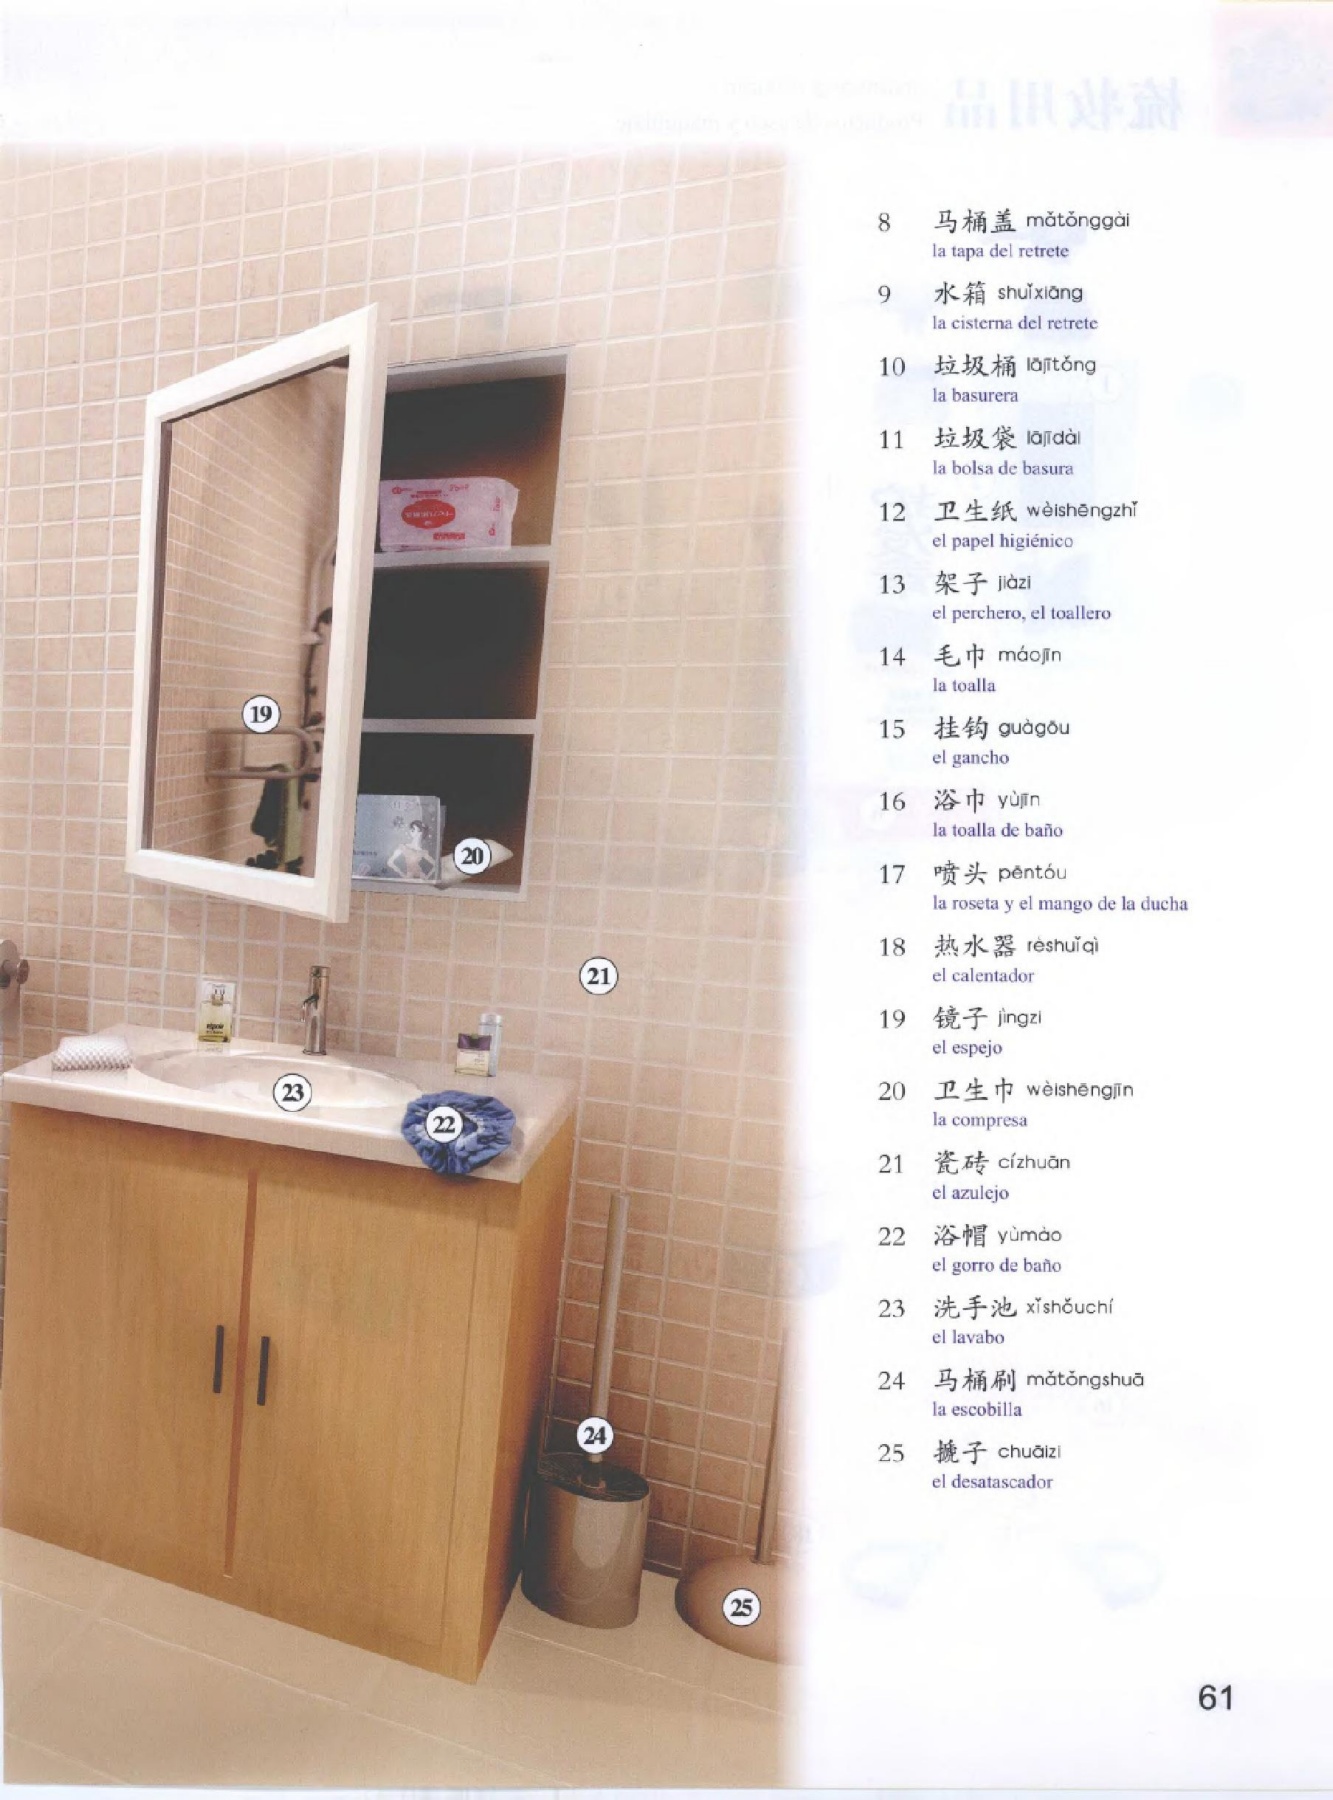 8 马桶盖 mǎtǒnggài
la tapa del retrete
9 水箱 shuǐxiāng
la cisterna del retrete
10 垃圾桶 lājītǒng
la basurera
11 垃圾袋 lājīdài
la bolsa de basura
12 卫生纸 wèishēngzhǐ
el papel higiénico
13 架子 jiàzi
el perchero, el toallero
14 毛巾 máojīn
la toalla
15 挂钩 guàgōu
el gancho
16 浴巾 yùjīn
la toalla de baño
17 喷头 pēntóu
la roseta y el mango de la ducha
18 热水器 rèshuǐqì
el calentador
19 镜子 jìngzi
el espejo
20 卫生巾 wèishēngjīn
la compresa
21 瓷砖 cízhuān
el azulejo
22 浴帽 yùmào
el gorro de baño
23 洗手池 xǐshǒuchí
el lavabo
24 马桶刷 mǎtǒngshuā
la escobilla
25 搋子 chuāizi
el desatascador
19
20
21
23
22
24
25
61